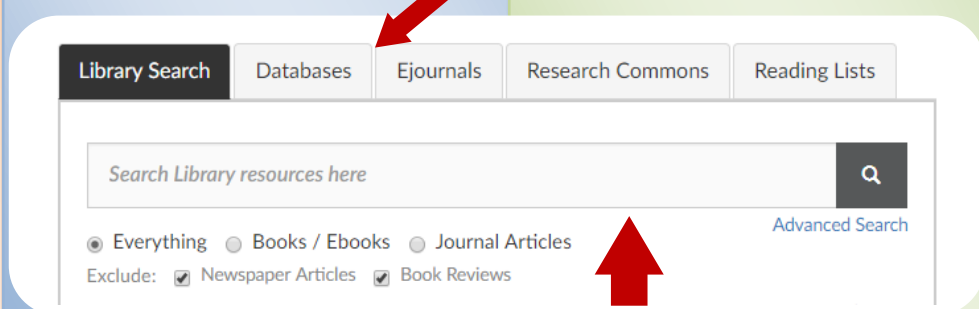 Library Search Databases Ejournals Research Commons Reading Lists
Search Library resources here
Advanced Search
Everything Books / Ebooks Journal Articles
Exclude: Newspaper Articles Book Reviews